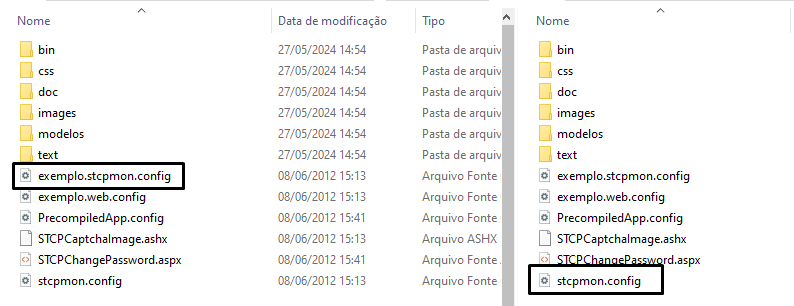 Nome Data de modificação Tipo Nome
bin 27/05/2024 14:54 Pasta de arquiv bin
css 27/05/2024 14:54 Pasta de arquiv css
doc 27/05/2024 14:54 Pasta de arquiv doc
images 27/05/2024 14:54 Pasta de arquiv images
modelos 27/05/2024 14:54 Pasta de arquiv modelos
text 27/05/2024 14:54 Pasta de arquiv text
exemplo.stcpmon.config 08/06/2012 15:13 Arquivo Fonte exemplo.stcpmon.config
exemplo.web.config 08/06/2012 15:13 Arquivo Fonte exemplo.web.config
PrecompiledApp.config 08/06/2012 15:41 Arquivo Fonte PrecompiledApp.config
STCPCaptchaImage.ashx 08/06/2012 15:13 Arquivo ASHX STCPCaptchaImage.ashx
STCPChangePassword.aspx 08/06/2012 15:41 Arquivo Fonte STCPChangePassword.aspx
stcpmon.config 08/06/2012 15:13 Arquivo Fonte stcpmon.config